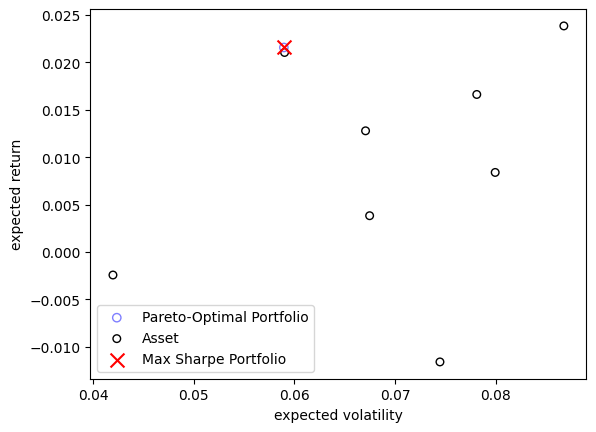 0.025
0.020
0.015
0.010
0.005
0.000
−0.005
−0.010
expected return
Pareto-Optimal Portfolio
Asset
Max Sharpe Portfolio
0.04 0.05 0.06 0.07 0.08
expected volatility